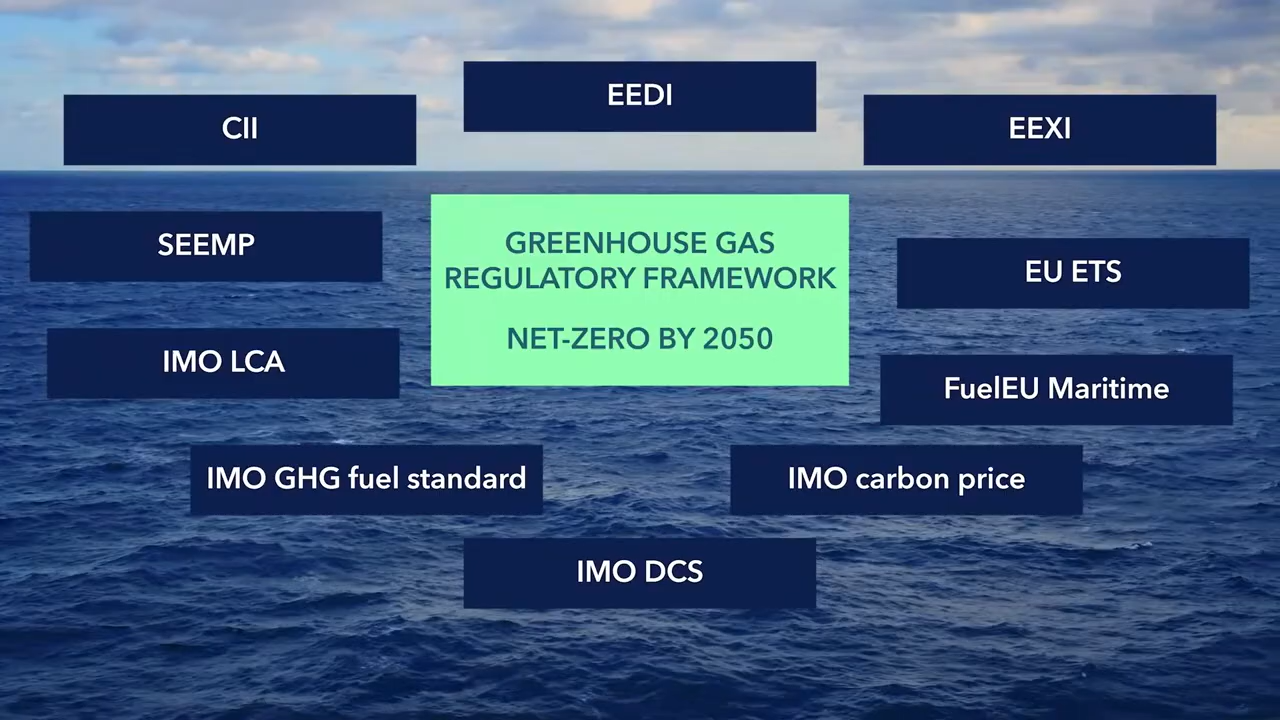 EEDI
CII
EEXI
SEEMP
GREENHOUSE GAS
REGULATORY FRAMEWORK
NET-ZERO BY 2050
EU ETS
IMO LCA
FuelEU Maritime
IMO GHG fuel standard
IMO carbon price
IMO DCS